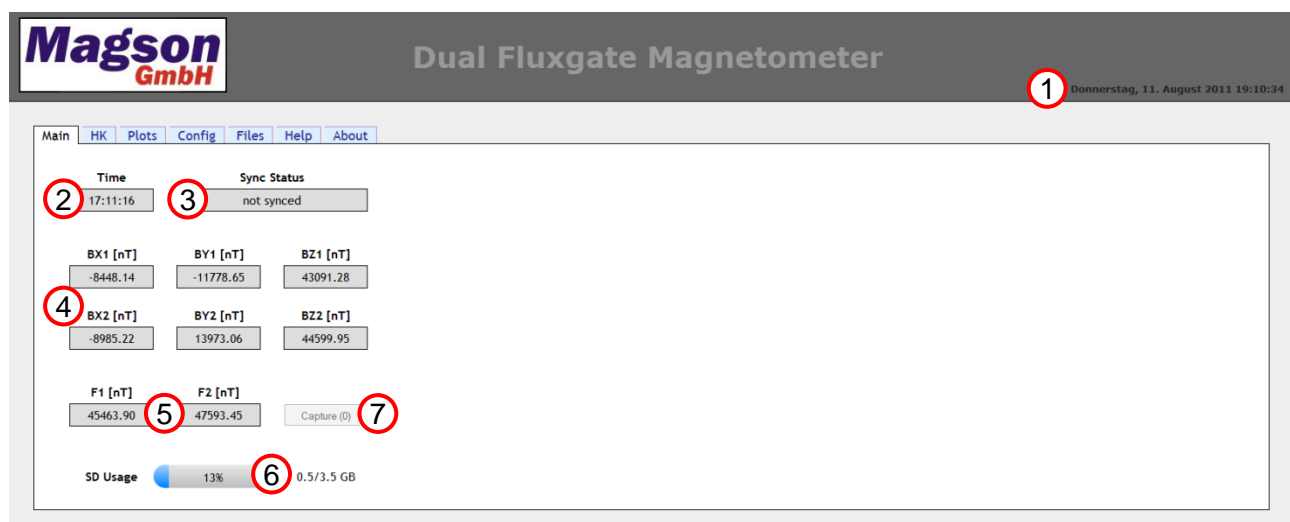 Magson
GmbH
Dual Fluxgate Magnetometer
1 Donnerstag, 11. August 2011 19:10:34
Main HK Plots Config Files Help About
Time Sync Status
2 17:11:16 3 not synced
BX1 [nT] BY1 [nT] BZ1 [nT]
-8448.14 -11778.65 43091.28
4
BX2 [nT] BY2 [nT] BZ2 [nT]
-8985.22 13973.06 44599.95
F1 [nT] F2 [nT]
45463.90 5 47593.45 Capture (0) 7
SD Usage 13% 6 0.5/3.5 GB